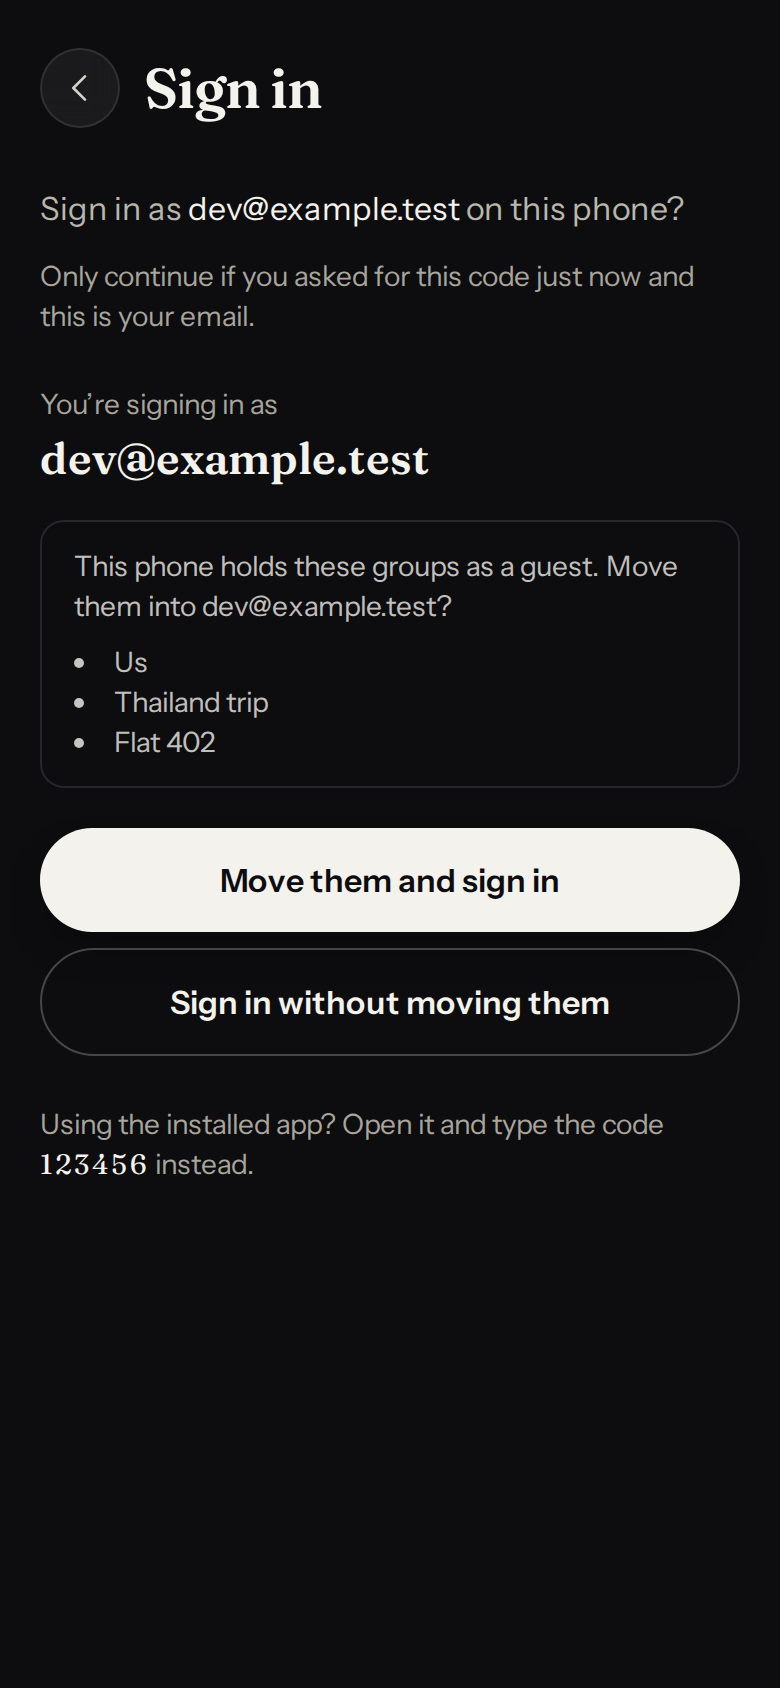 Sign in
Sign in as dev@example.test on this phone?
Only continue if you asked for this code just now and
this is your email.
You’re signing in as
dev@example.test
This phone holds these groups as a guest. Move
them into dev@example.test?
• Us
• Thailand trip
• Flat 402
Move them and sign in
Sign in without moving them
Using the installed app? Open it and type the code
123456 instead.